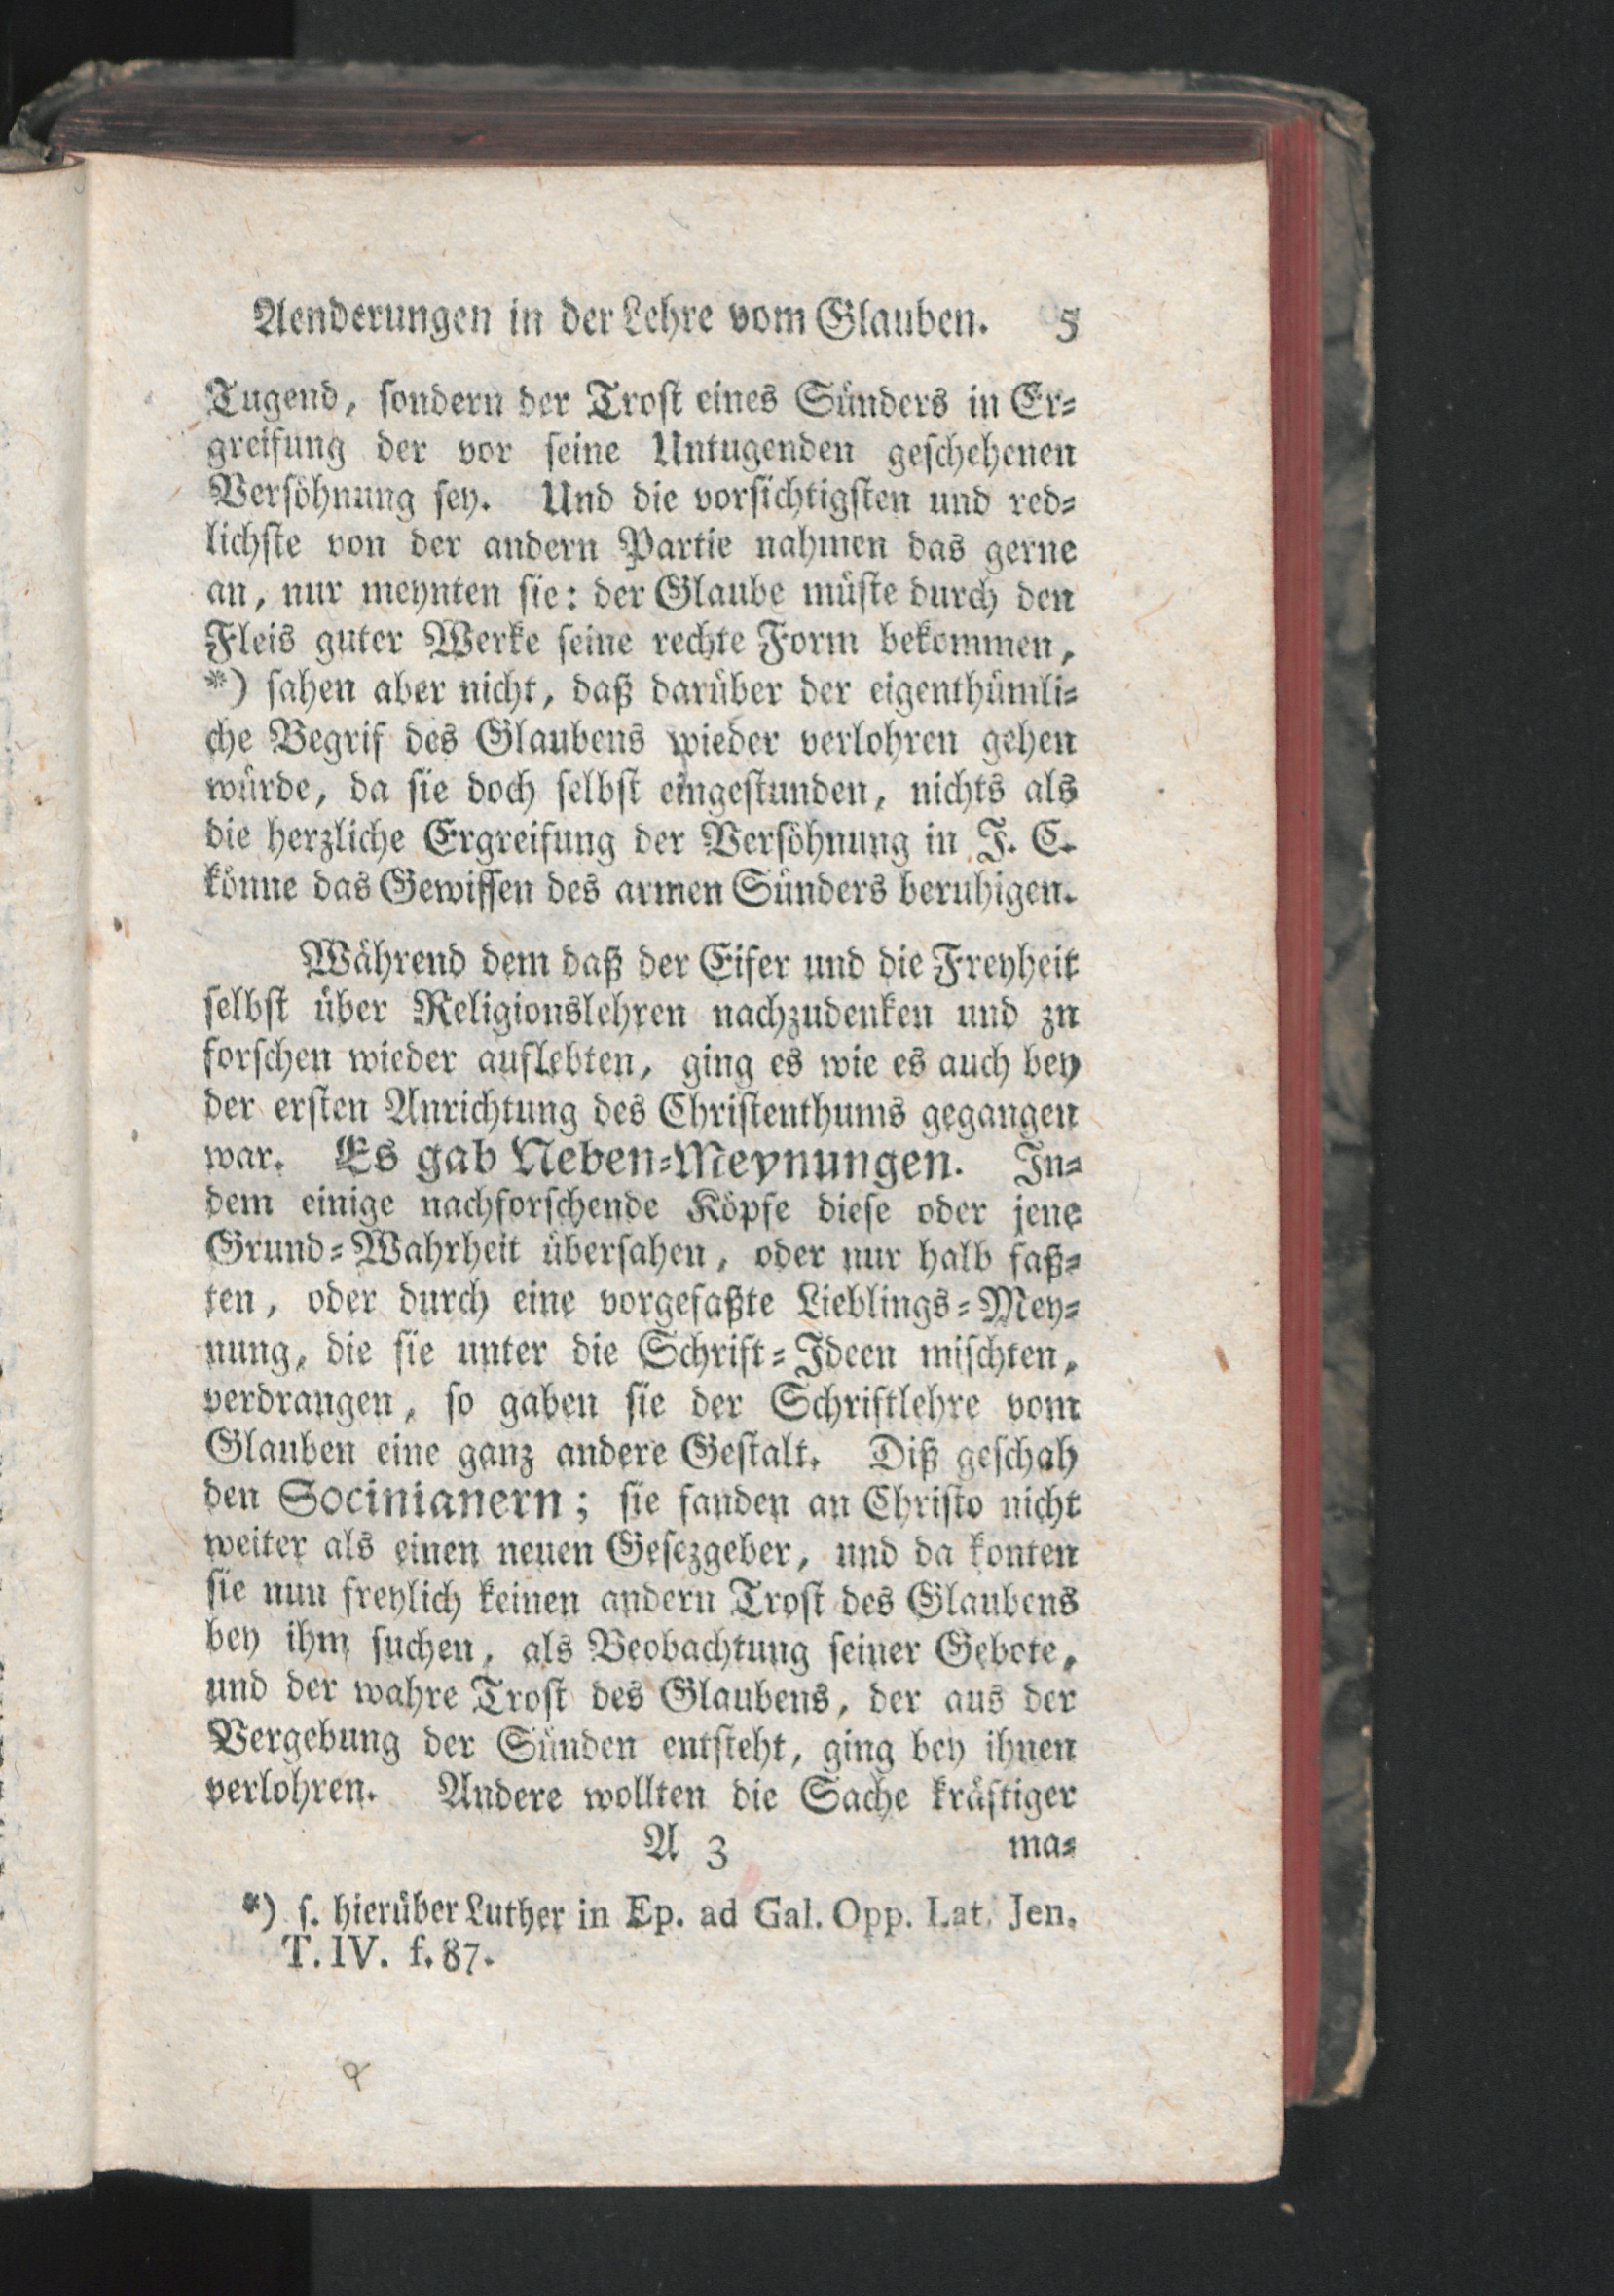 Aenderungen in der Lehre vom Glauben. 5
Tugend, sondern der Trost eines Sünders in Er-
greifung der vor seine Untugenden geschehenen
Versöhnung sey. Und die vorsichtigsten und red-
lichste von der andern Partie nahmen das gerne
an, nur meynten sie: der Glaube müste durch den
Fleis guter Werke seine rechte Form bekommen,
*) sahen aber nicht, daß darüber der eigenthümli-
che Begrif des Glaubens wieder verlohren gehen
würde, da sie doch selbst eingestunden, nichts als
die herzliche Ergreifung der Versöhnung in J. C.
könne das Gewissen des armen Sünders beruhigen.
Während dem daß der Eifer und die Freyheit
selbst über Religionslehren nachzudenken und zu
forschen wieder auflebten, ging es wie es auch bey
der ersten Anrichtung des Christenthums gegangen
war. Es gab Neben-Meynungen. In-
dem einige nachforschende Köpfe diese oder jene
Grund-Wahrheit übersahen, oder nur halb faß-
ten, oder durch eine vorgefaßte Lieblings-Mey-
nung, die sie unter die Schrift-Ideen mischten,
verdrangen, so gaben sie der Schriftlehre vom
Glauben eine ganz andere Gestalt. Diß geschah
den Socinianern; sie fanden an Christo nicht
weiter als einen neuen Gesezgeber, und da konten
sie nun freylich keinen andern Trost des Glaubens
bey ihm suchen, als Beobachtung seiner Gebote,
und der wahre Trost des Glaubens, der aus der
Vergebung der Sünden entsteht, ging bey ihnen
verlohren. Andere wollten die Sache kräftiger
A 3 ma-
*) s. hierüber Luther in Ep. ad Gal. Opp. Lat. Jen.
T. IV. f. 87.